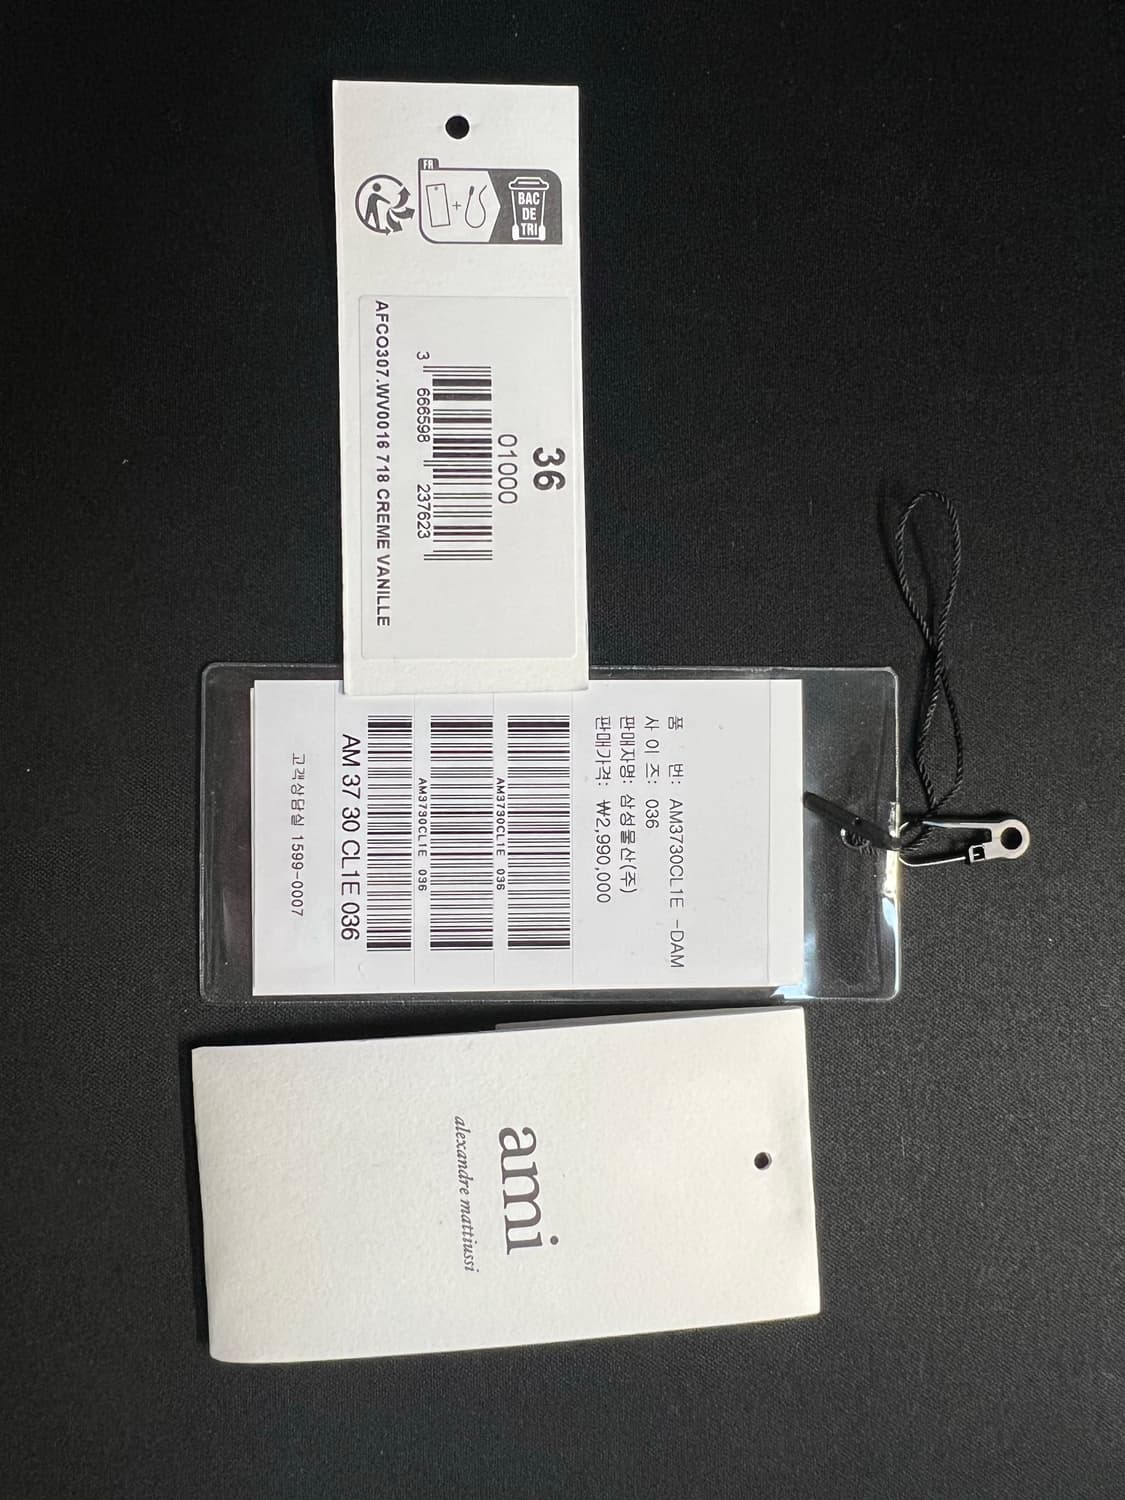 FR
BAC
DE
TRI
36
01000
3 666598 237623
AFCO307.WV0016 718 CREME VANILLE
품 번: AM3730CL1E -DAM
사 이 즈: 036
판매자명: 삼성물산(주)
판매가격: ₩2,990,000
AM3730CL1E 036
AM3730CL1E 036
AM 37 30 CL1E 036
고객상담실 1599-0007
ami
alexandre mattiussi